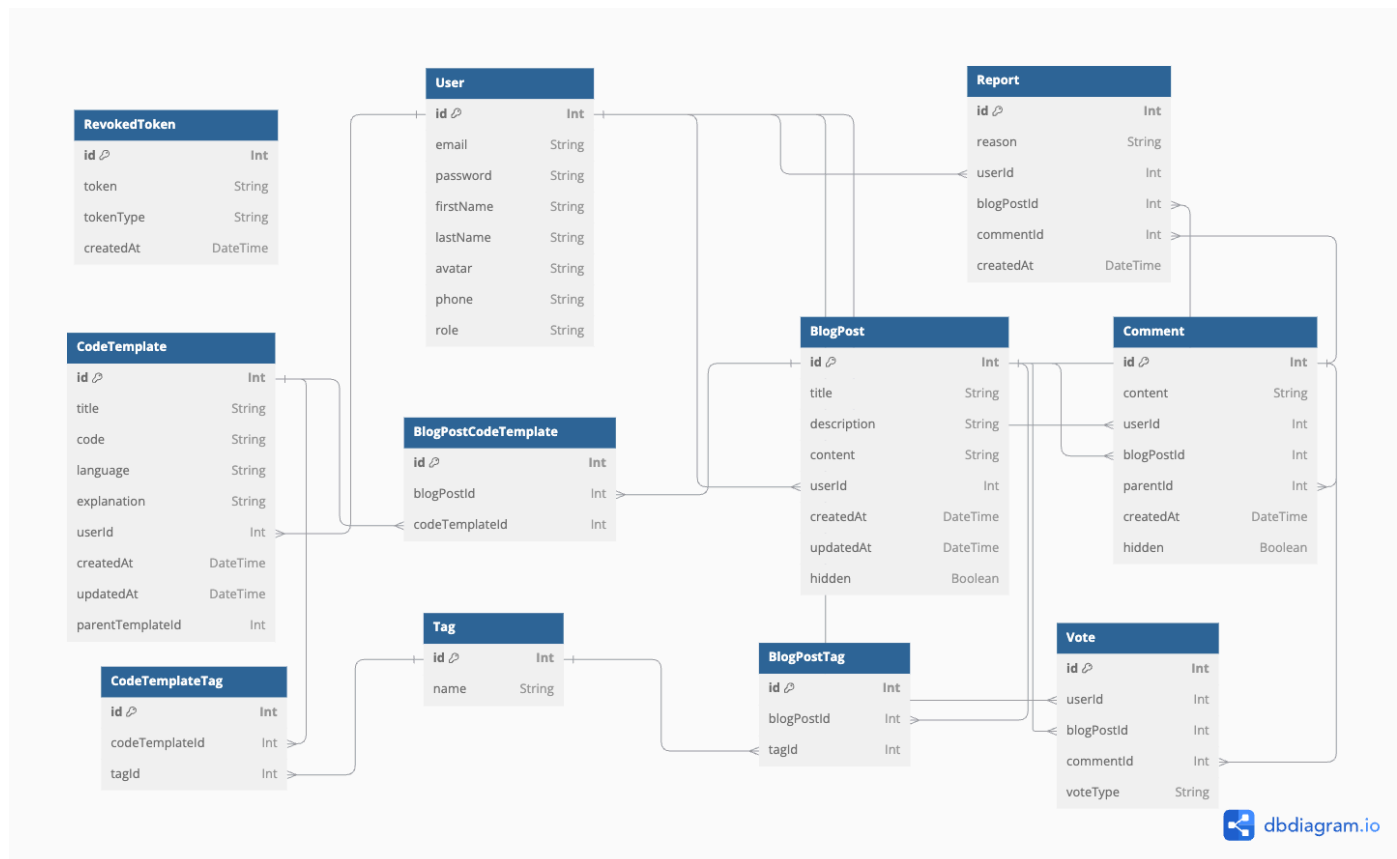 RevokedToken
id Int
token String
tokenType String
createdAt DateTime
User
id Int
email String
password String
firstName String
lastName String
avatar String
phone String
role String
Report
id Int
reason String
userId Int
blogPostId Int
commentId Int
createdAt DateTime
CodeTemplate
id Int
title String
code String
language String
explanation String
userId Int
createdAt DateTime
updatedAt DateTime
parentTemplateId Int
BlogPostCodeTemplate
id Int
blogPostId Int
codeTemplateId Int
BlogPost
id Int
title String
description String
content String
userId Int
createdAt DateTime
updatedAt DateTime
hidden Boolean
Comment
id Int
content String
userId Int
blogPostId Int
parentId Int
createdAt DateTime
hidden Boolean
CodeTemplateTag
id Int
codeTemplateId Int
tagId Int
Tag
id Int
name String
BlogPostTag
id Int
blogPostId Int
tagId Int
Vote
id Int
userId Int
blogPostId Int
commentId Int
voteType String
dbdiagram.io